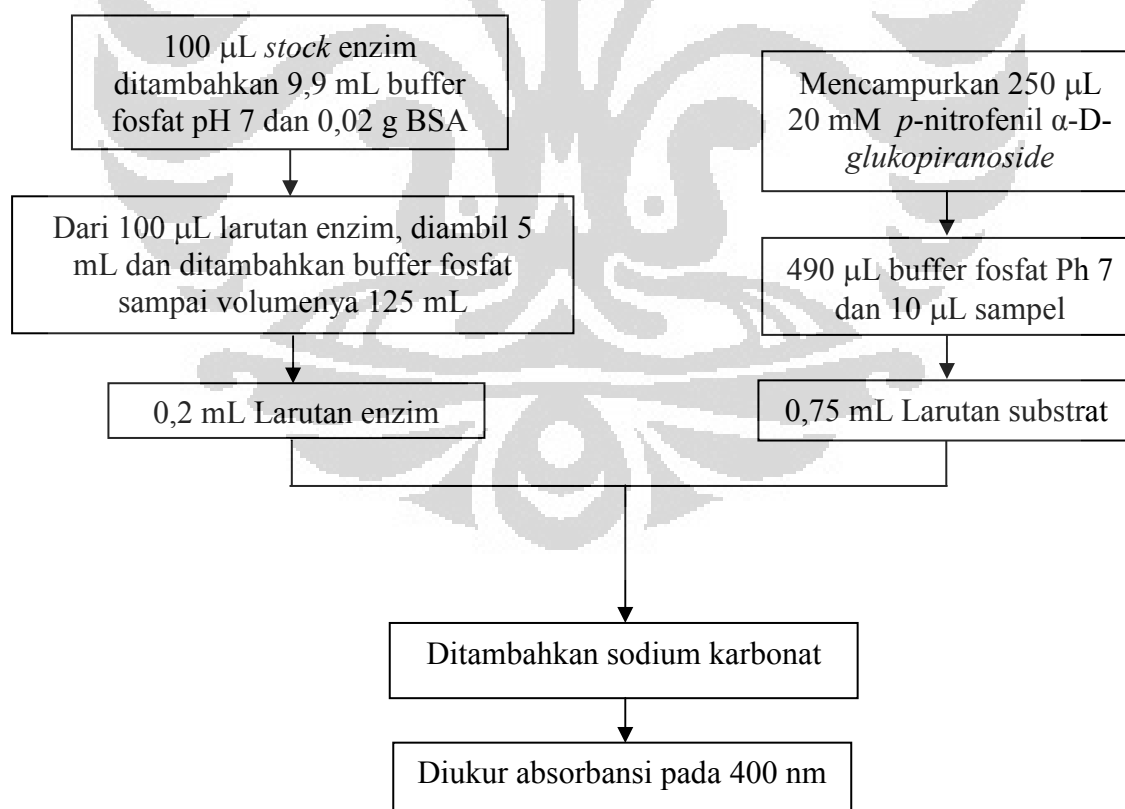 100 μL stock enzim
ditambahkan 9,9 mL buffer
fosfat pH 7 dan 0,02 g BSA
Dari 100 μL larutan enzim, diambil 5
mL dan ditambahkan buffer fosfat
sampai volumenya 125 mL
0,2 mL Larutan enzim
Mencampurkan 250 μL
20 mM p-nitrofenil α-D-
glukopiranoside
490 μL buffer fosfat Ph 7
dan 10 μL sampel
0,75 mL Larutan substrat
Ditambahkan sodium karbonat
Diukur absorbansi pada 400 nm